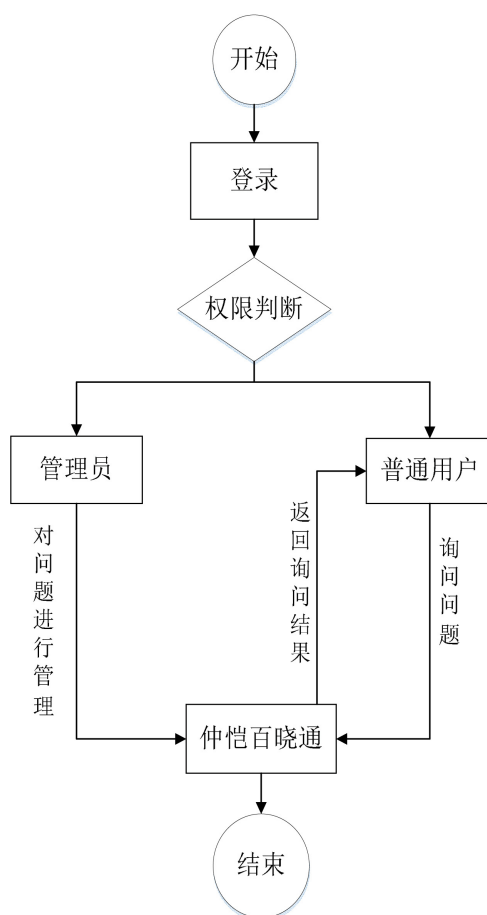 开始
登录
权限判断
管理员
普通用户
对问题进行管理
返回询问结果
询问问题
仲恺百晓通
结束